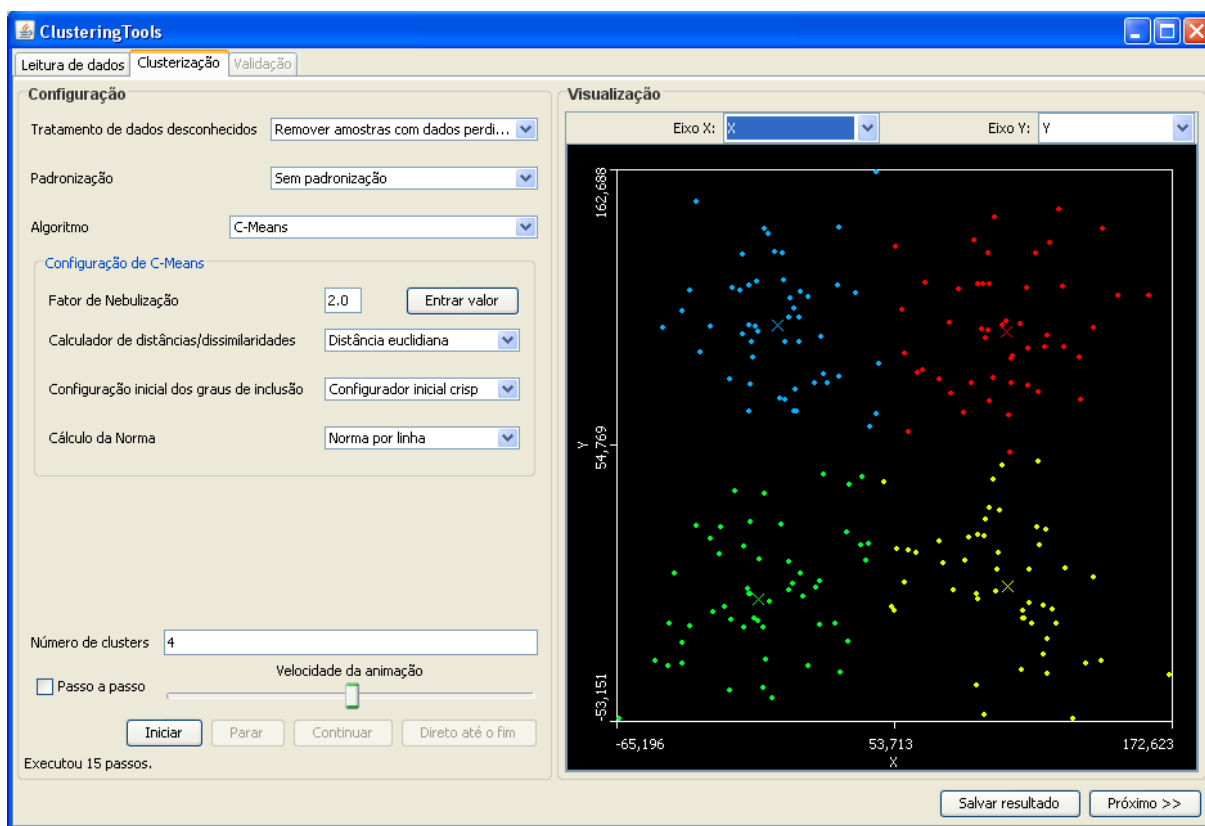 ClusteringTools
Leitura de dados Clusterização Validação
Configuração
Tratamento de dados desconhecidos Remover amostras com dados perdi...
Padronização Sem padronização
Algoritmo C-Means
Configuração de C-Means
Fator de Nebulização 2.0 Entrar valor
Calculador de distâncias/dissimilaridades Distância euclidiana
Configuração inicial dos graus de inclusão Configurador inicial crisp
Cálculo da Norma Norma por linha
Número de clusters 4
Velocidade da animação
Passo a passo
Iniciar Parar Continuar Direto até o fim
Executou 15 passos.
Visualização
Eixo X: X Eixo Y: Y
162,688
Y
54,769
-53,151
-65,196 53,713 172,623
X
Salvar resultado Próximo >>